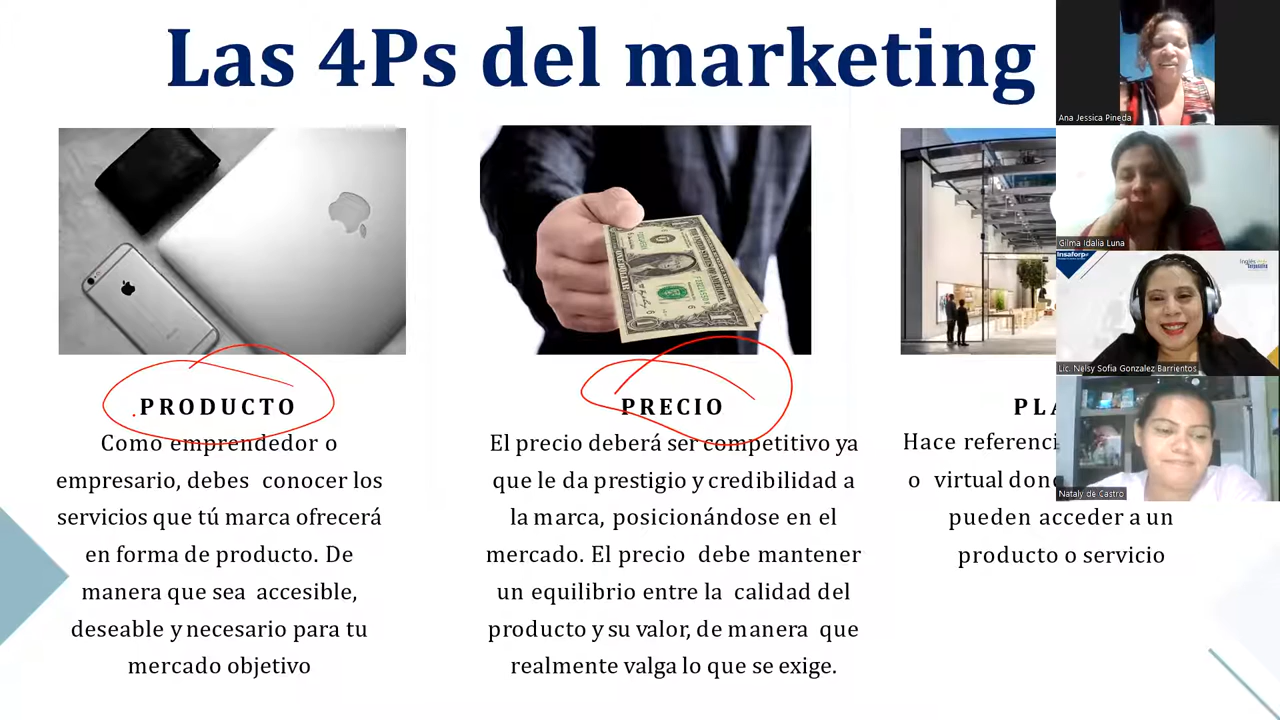 Las 4Ps del marketing
PRODUCTO
Como emprendedor o
empresario, debes conocer los
servicios que tú marca ofrecerá
en forma de producto. De
manera que sea accesible,
deseable y necesario para tu
mercado objetivo
PRECIO
El precio deberá ser competitivo ya
que le da prestigio y credibilidad a
la marca, posicionándose en el
mercado. El precio debe mantener
un equilibrio entre la calidad del
producto y su valor, de manera que
realmente valga lo que se exige.
PLA
Hace referenci
o virtual don
pueden acceder a un
producto o servicio
Ana Jessica Pineda
Gilma Idalia Luna
Insaforp
Inglés
Lic. Nelsy Sofia Gonzalez Barrientos
Nataly de Castro